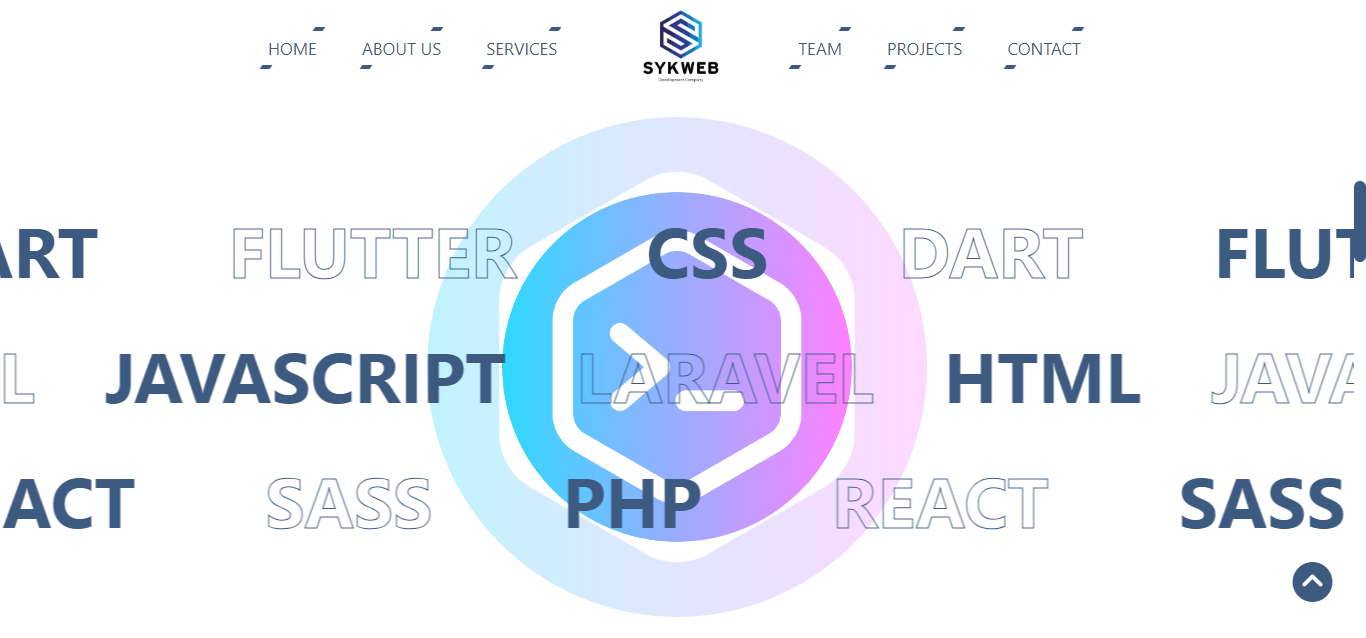 HOME ABOUT US SERVICES SYKWEB TEAM PROJECTS CONTACT
Development Company
ART FLUTTER CSS DART FLUT
L JAVASCRIPT LARAVEL HTML JAVA
ACT SASS PHP REACT SASS